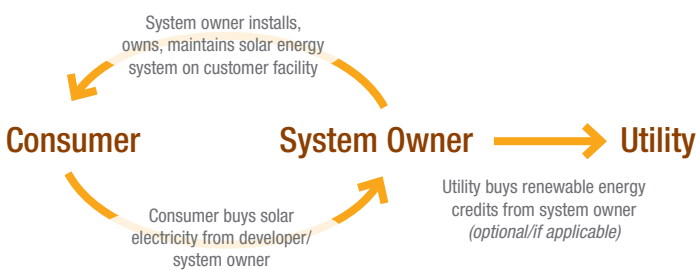 System owner installs,
owns, maintains solar energy
system on customer facility
Consumer
System Owner
Utility
Consumer buys solar
electricity from developer/
system owner
Utility buys renewable energy
credits from system owner
(optional/if applicable)